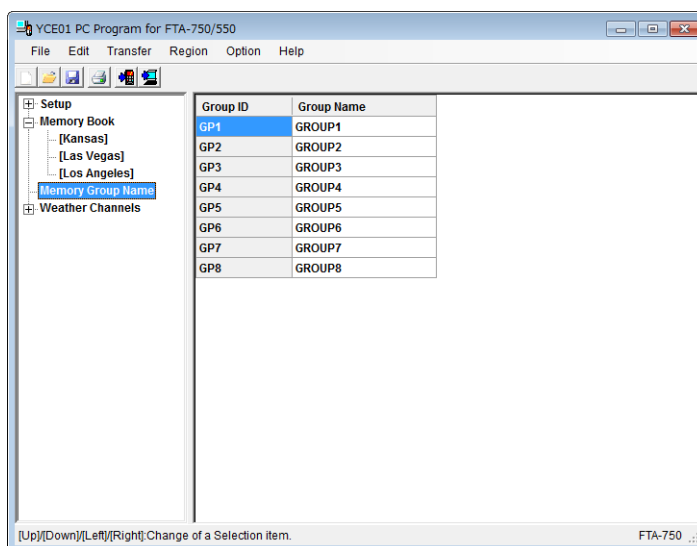 YCE01 PC Program for FTA-750/550
File Edit Transfer Region Option Help
Setup
Memory Book
[Kansas]
[Las Vegas]
[Los Angeles]
Memory Group Name
Weather Channels
Group ID Group Name
GP1 GROUP1
GP2 GROUP2
GP3 GROUP3
GP4 GROUP4
GP5 GROUP5
GP6 GROUP6
GP7 GROUP7
GP8 GROUP8
[Up]/[Down]/[Left]/[Right]:Change of a Selection item. FTA-750